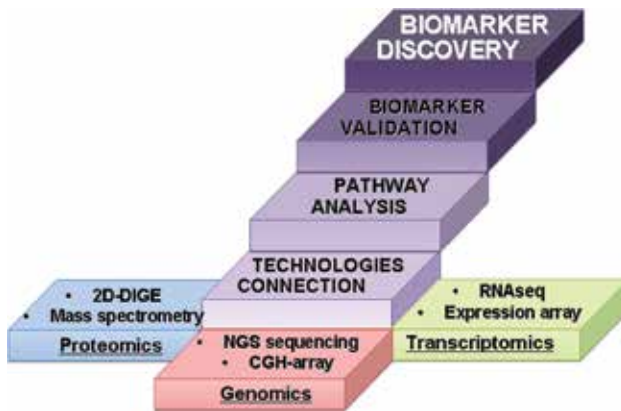 BIOMARKER
DISCOVERY
BIOMARKER
VALIDATION
PATHWAY
ANALYSIS
TECHNOLOGIES
CONNECTION
• 2D-DIGE
• Mass spectrometry
Proteomics
• NGS sequencing
• CGH-array
Genomics
• RNAseq
• Expression array
Transcriptomics